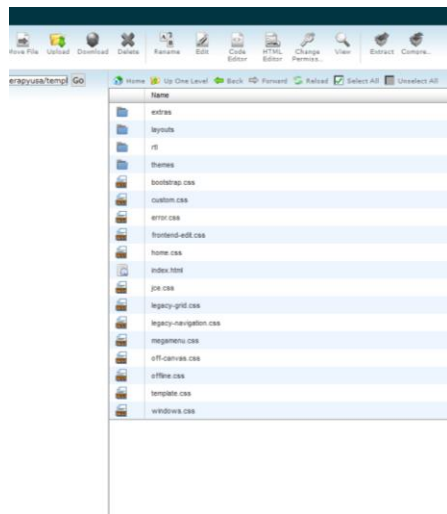 Move File Upload Download Delete Rename Edit Code Editor HTML Editor Change Permiss... View Extract Compre...
erapyusa/templ Go Home Up One Level Back Forward Reload Select All Unselect All
Name
extras
layouts
rtl
themes
bootstrap.css
custom.css
error.css
frontend-edit.css
home.css
index.html
jce.css
legacy-grid.css
legacy-navigation.css
megamenu.css
off-canvas.css
offline.css
template.css
windows.css